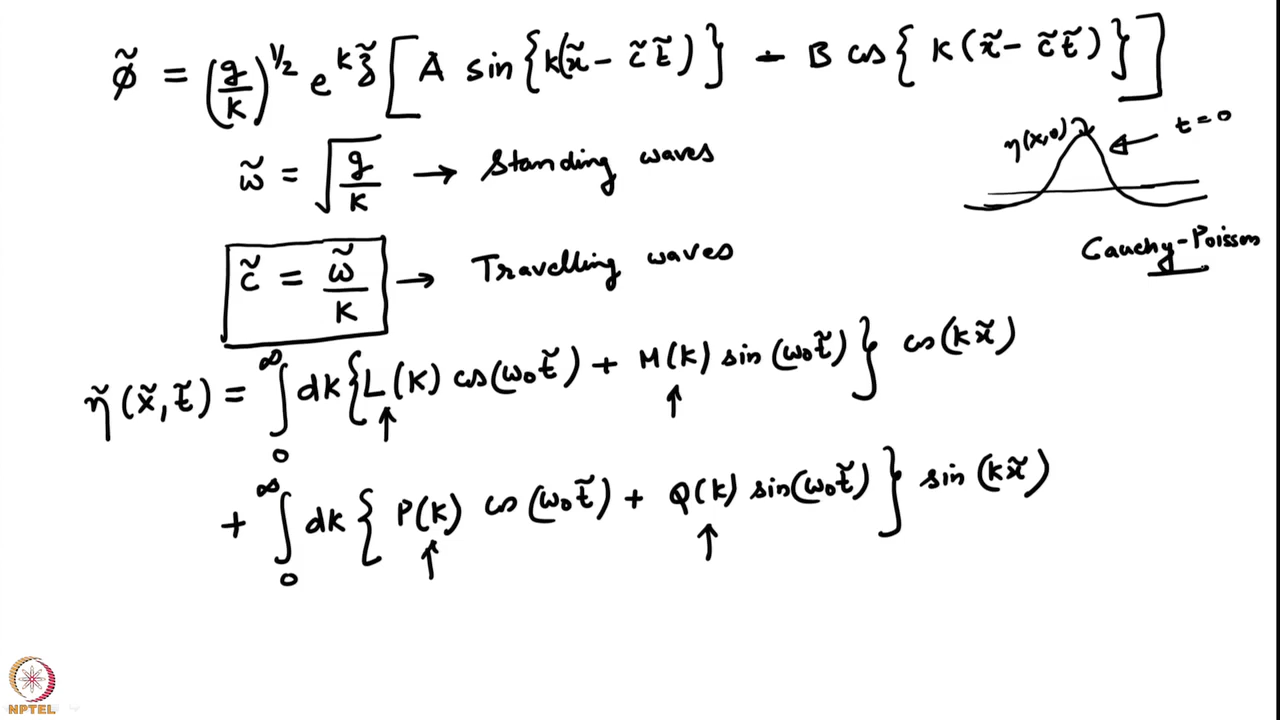 φ̃ = (g/k)^{1/2} e^{kz̃} [ A sin{k(x̃ − c̃t̃)} − B cos{k(x̃ − c̃t̃)} ]
η(x,0)
t=0
ω̃ = √(g/k) → Standing waves
Cauchy-Poisson
c̃ = ω̃/k → Travelling waves
η̃(x̃,t̃) = ∫₀^∞ dk { L(k) cos(ω₀t̃) + M(k) sin(ω₀t̃) } cos(kx̃)
+ ∫₀^∞ dk { P(k) cos(ω₀t̃) + Q(k) sin(ω₀t̃) } sin(kx̃)
NPTEL